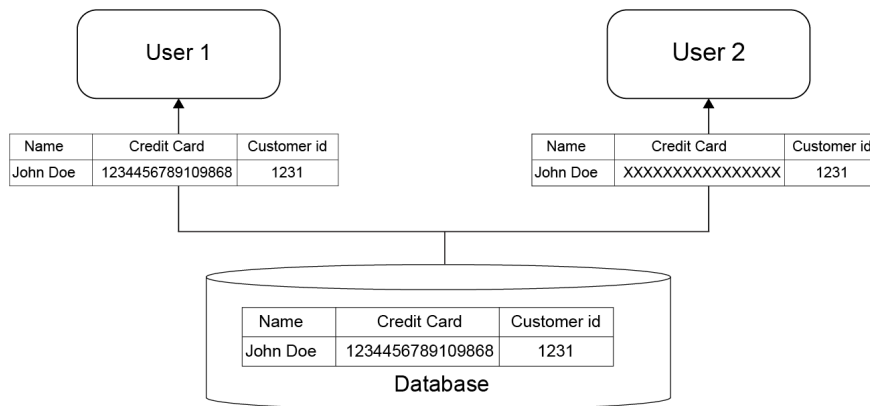 User 1
User 2
Name Credit Card Customer id
John Doe 1234456789109868 1231
Name Credit Card Customer id
John Doe XXXXXXXXXXXXXXXX 1231
Name Credit Card Customer id
John Doe 1234456789109868 1231
Database